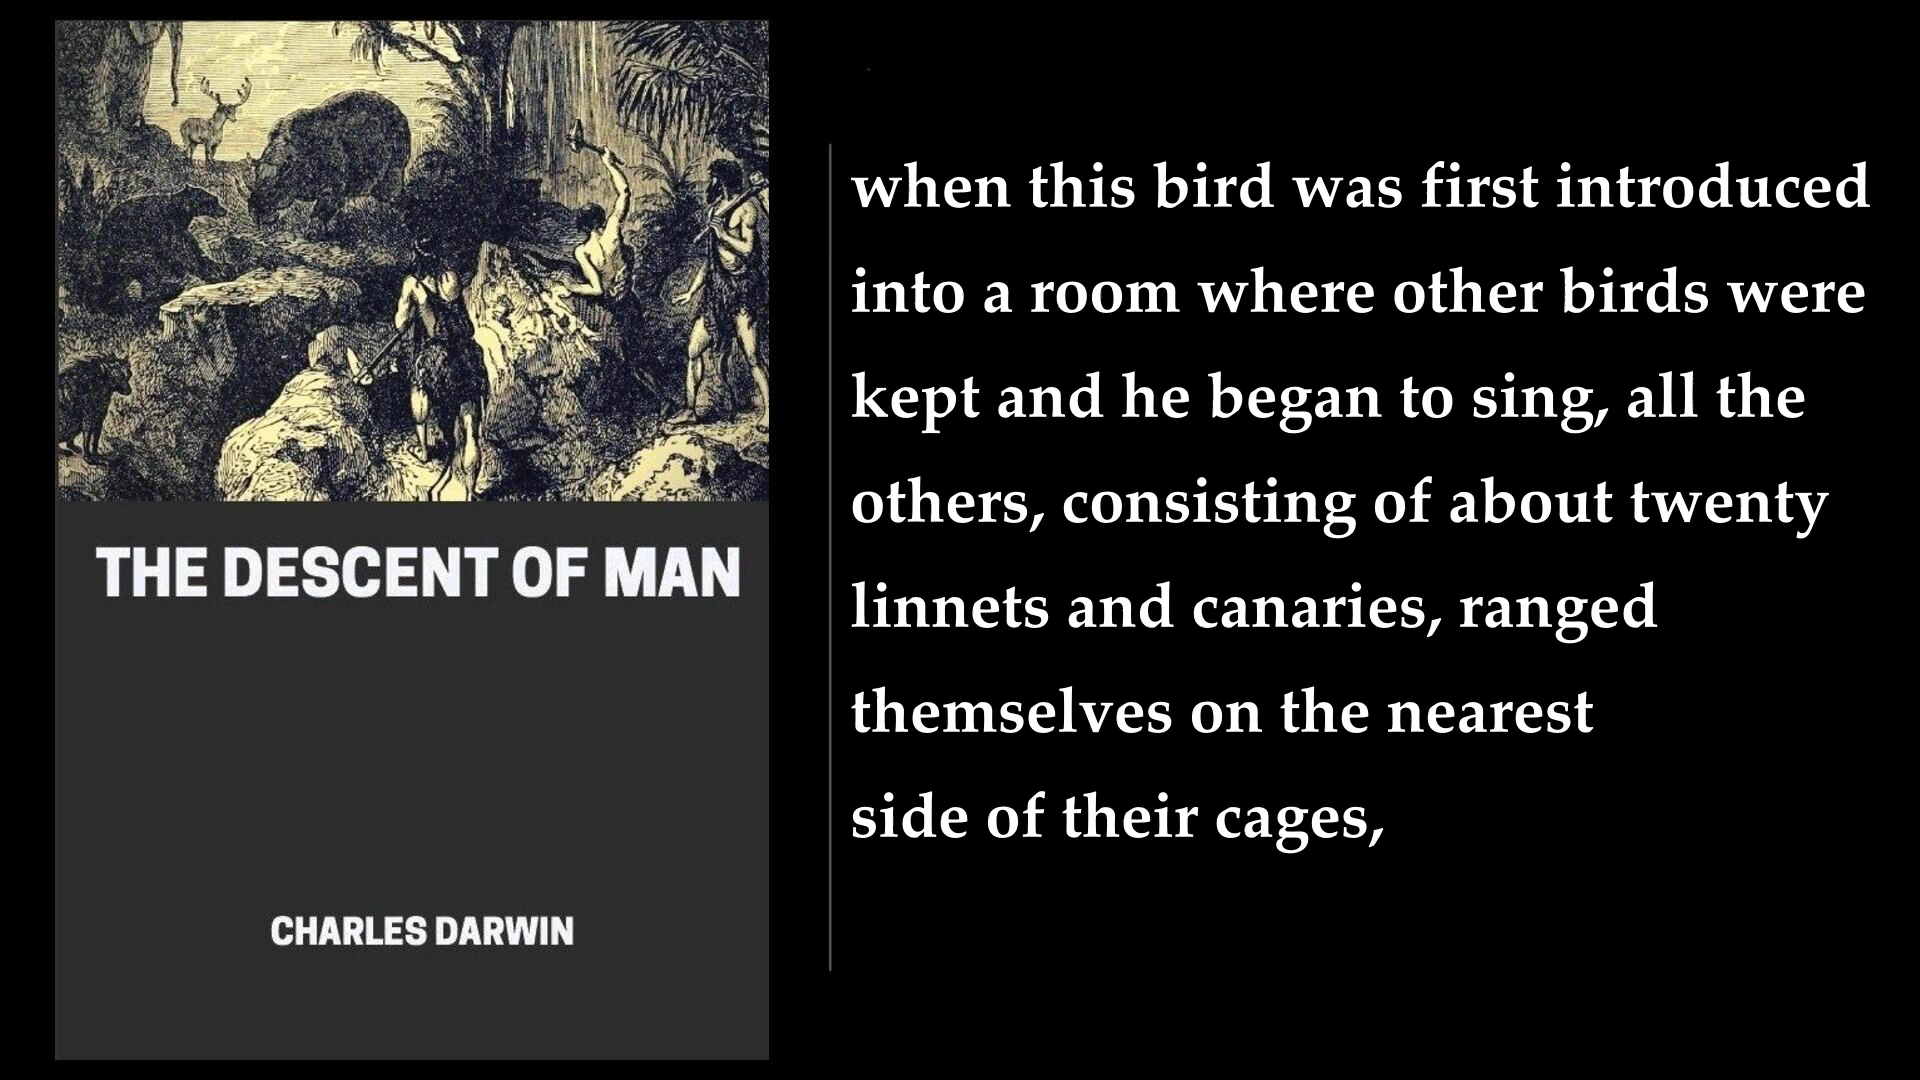 THE DESCENT OF MAN
CHARLES DARWIN
when this bird was first introduced
into a room where other birds were
kept and he began to sing, all the
others, consisting of about twenty
linnets and canaries, ranged
themselves on the nearest
side of their cages,